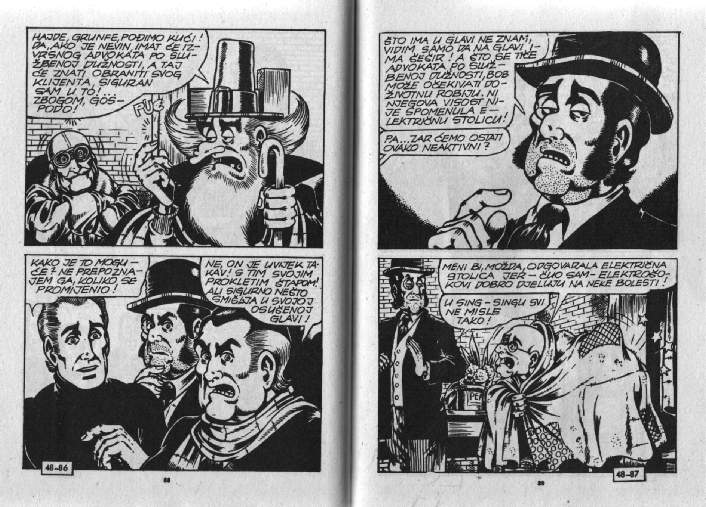 HAJDE, GRUNFE, POĐIMO KUĆI!
DA, AKO JE NEVIN, IMAT ĆE IZ-
VRSNOG ADVOKATA PO SLU-
ŽBENOJ DUŽNOSTI, A TAJ
ĆE ZNATI OBRANITI SVOG
KLIJENTA, SIGURAN
SAM U TO!
ZBOGOM, GOS-
PODO!
FUĆ
KAKO JE TO MOGU-
ĆE? NE PREPOZNA-
JEM GA, KOLIKO SE
PROMIJENIO!
NE, ON JE UVIJEK TA-
KAV! S TIM SVOJIM
PROKLETIM ŠTAPOM!
ALI SIGURNO NEŠTO
SMIŠLJA U SVOJOJ
OSUŠENOJ
GLAVI!
48-86
88
ŠTO IMA U GLAVI NE ZNAM,
VIDIM SAMO DA NA GLAVI I-
MA ŠEŠIR! A ŠTO SE TIČE
ADVOKATA PO SLUŽ-
BENOJ DUŽNOSTI, BOB
MOŽE OČEKIVATI DO-
ŽIVOTNU ROBIJU. NI
NJEGOVA VISOST NI-
JE SPOMENULA E-
LEKTRIČNU STOLICU!
PA... ZAR ĆEMO OSTATI
OVAKO NEAKTIVNI?
MENI BI, MOŽDA, ODGOVARALA ELEKTRIČNA
STOLICA JER - ČUO SAM - ELEKTROŠO-
KOVI DOBRO DJELUJU NA NEKE BOLESTI!
U SING-SINGU SVI
NE MISLE
TAKO!
48-87